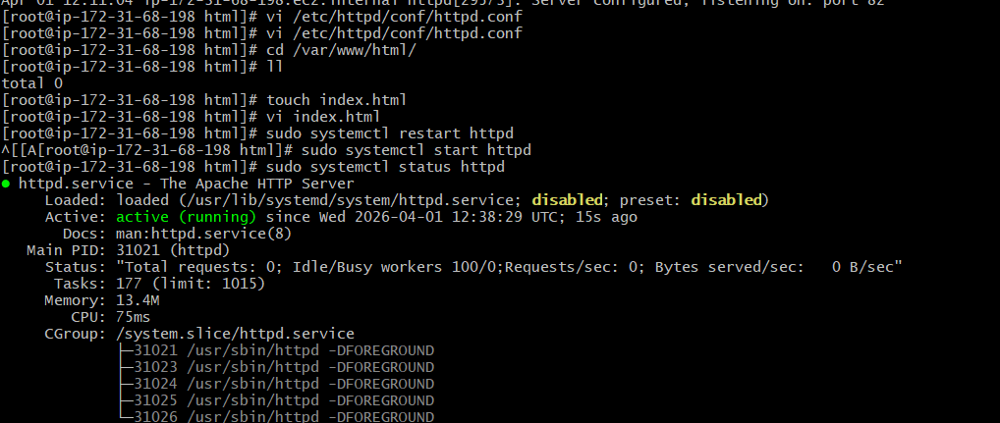 Apr 01 12:11:04 ip-172-31-68-198.ec2.internal httpd[29575]: Server configured, listening on: port 82
[root@ip-172-31-68-198 html]# vi /etc/httpd/conf/httpd.conf
[root@ip-172-31-68-198 html]# vi /etc/httpd/conf/httpd.conf
[root@ip-172-31-68-198 html]# cd /var/www/html/
[root@ip-172-31-68-198 html]# ll
total 0
[root@ip-172-31-68-198 html]# touch index.html
[root@ip-172-31-68-198 html]# vi index.html
[root@ip-172-31-68-198 html]# sudo systemctl restart httpd
^[[A[root@ip-172-31-68-198 html]# sudo systemctl start httpd
[root@ip-172-31-68-198 html]# sudo systemctl status httpd
● httpd.service - The Apache HTTP Server
     Loaded: loaded (/usr/lib/systemd/system/httpd.service; disabled; preset: disabled)
     Active: active (running) since Wed 2026-04-01 12:38:29 UTC; 15s ago
       Docs: man:httpd.service(8)
   Main PID: 31021 (httpd)
     Status: "Total requests: 0; Idle/Busy workers 100/0;Requests/sec: 0; Bytes served/sec:   0 B/sec"
      Tasks: 177 (limit: 1015)
     Memory: 13.4M
        CPU: 75ms
     CGroup: /system.slice/httpd.service
             ├─31021 /usr/sbin/httpd -DFOREGROUND
             ├─31023 /usr/sbin/httpd -DFOREGROUND
             ├─31024 /usr/sbin/httpd -DFOREGROUND
             ├─31025 /usr/sbin/httpd -DFOREGROUND
             └─31026 /usr/sbin/httpd -DFOREGROUND